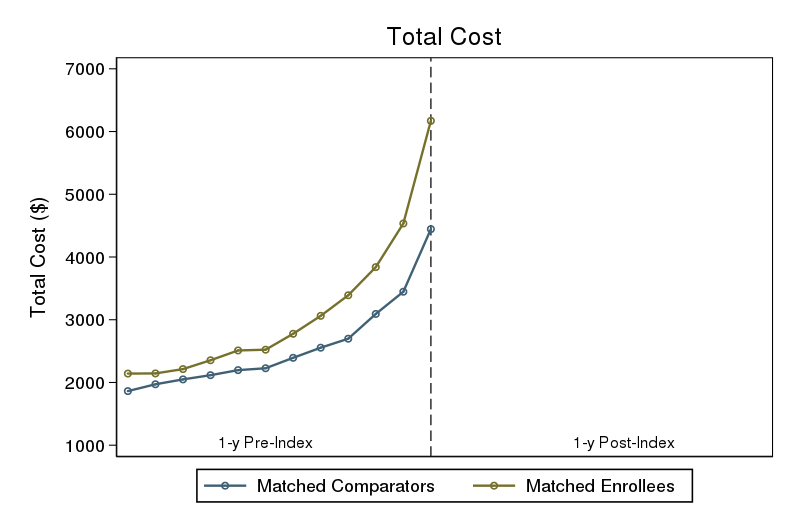 Total Cost
Total Cost ($)
7000
6000
5000
4000
3000
2000
1000
1-y Pre-Index
1-y Post-Index
Matched Comparators
Matched Enrollees